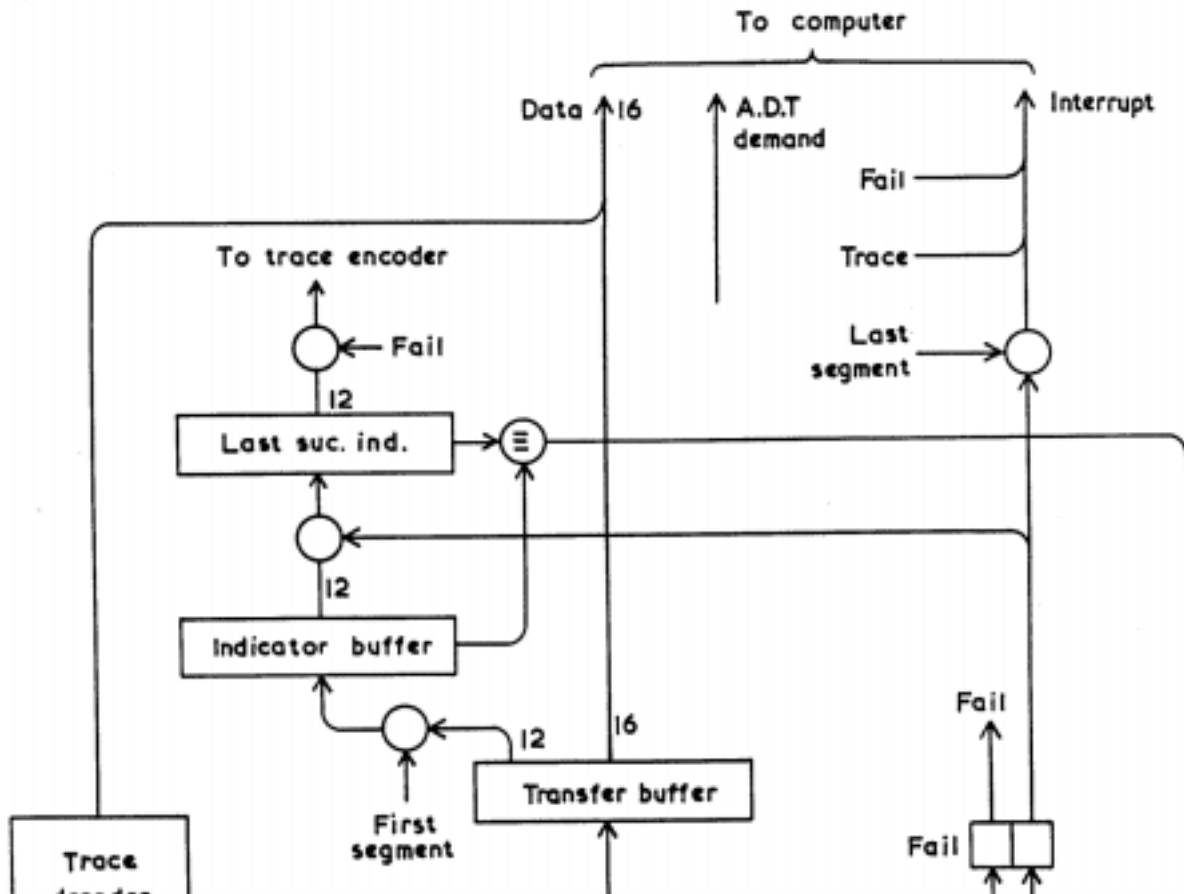 To computer
Data
16
A.D.T
demand
Interrupt
Fail
Trace
To trace encoder
Fail
Last
segment
12
Last suc. ind.
≡
12
Indicator buffer
12
16
Fail
Transfer buffer
First
segment
Fail
Trace